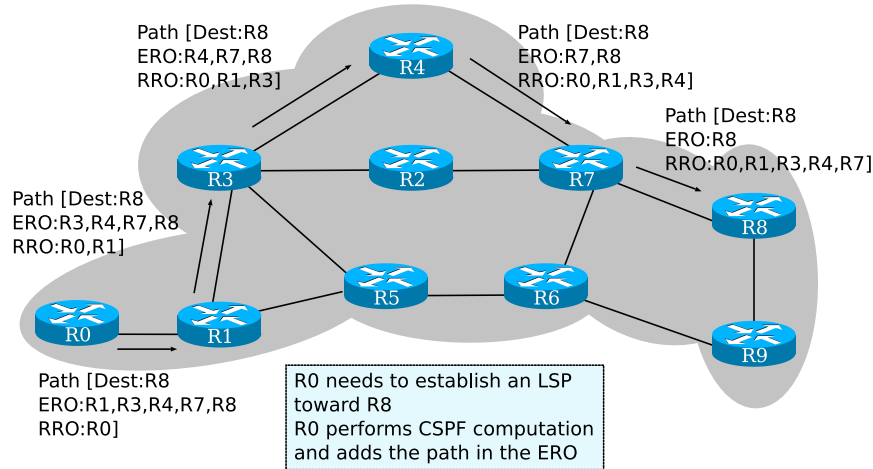 Path [Dest:R8
ERO:R4,R7,R8
RRO:R0,R1,R3]
Path [Dest:R8
ERO:R7,R8
RRO:R0,R1,R3,R4]
R4
Path [Dest:R8
ERO:R8
RRO:R0,R1,R3,R4,R7]
R3
R2
R7
Path [Dest:R8
ERO:R3,R4,R7,R8
RRO:R0,R1]
R8
R5
R6
R0
R1
R9
Path [Dest:R8
ERO:R1,R3,R4,R7,R8
RRO:R0]
R0 needs to establish an LSP
toward R8
R0 performs CSPF computation
and adds the path in the ERO